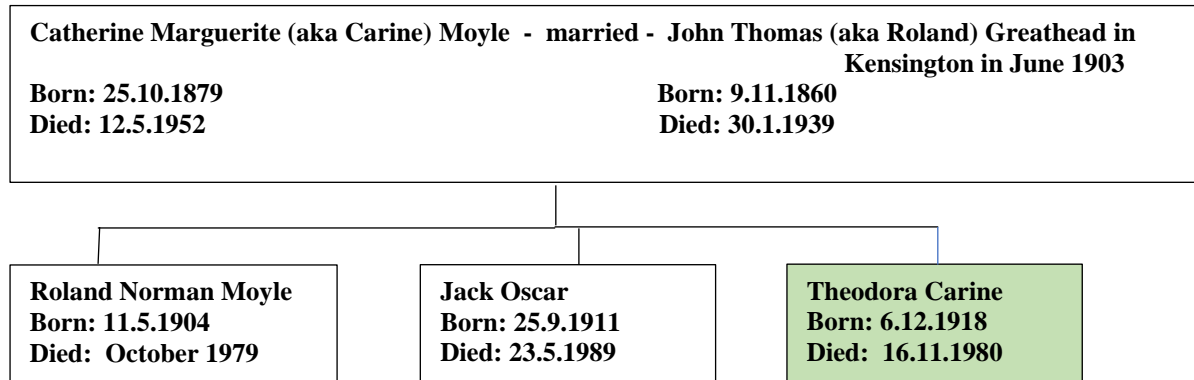 Catherine Marguerite (aka Carine) Moyle - married - John Thomas (aka Roland) Greathead in
Kensington in June 1903
Born: 25.10.1879 Born: 9.11.1860
Died: 12.5.1952 Died: 30.1.1939
Roland Norman Moyle
Born: 11.5.1904
Died: October 1979
Jack Oscar
Born: 25.9.1911
Died: 23.5.1989
Theodora Carine
Born: 6.12.1918
Died: 16.11.1980